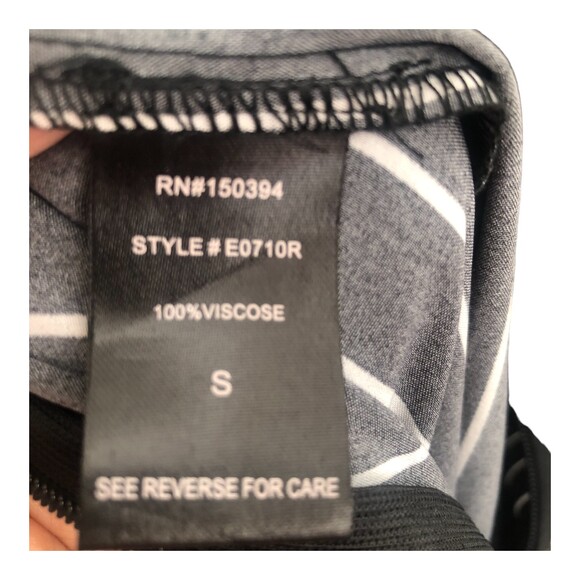 RN#150394
STYLE # E0710R
100%VISCOSE
S
SEE REVERSE FOR CARE